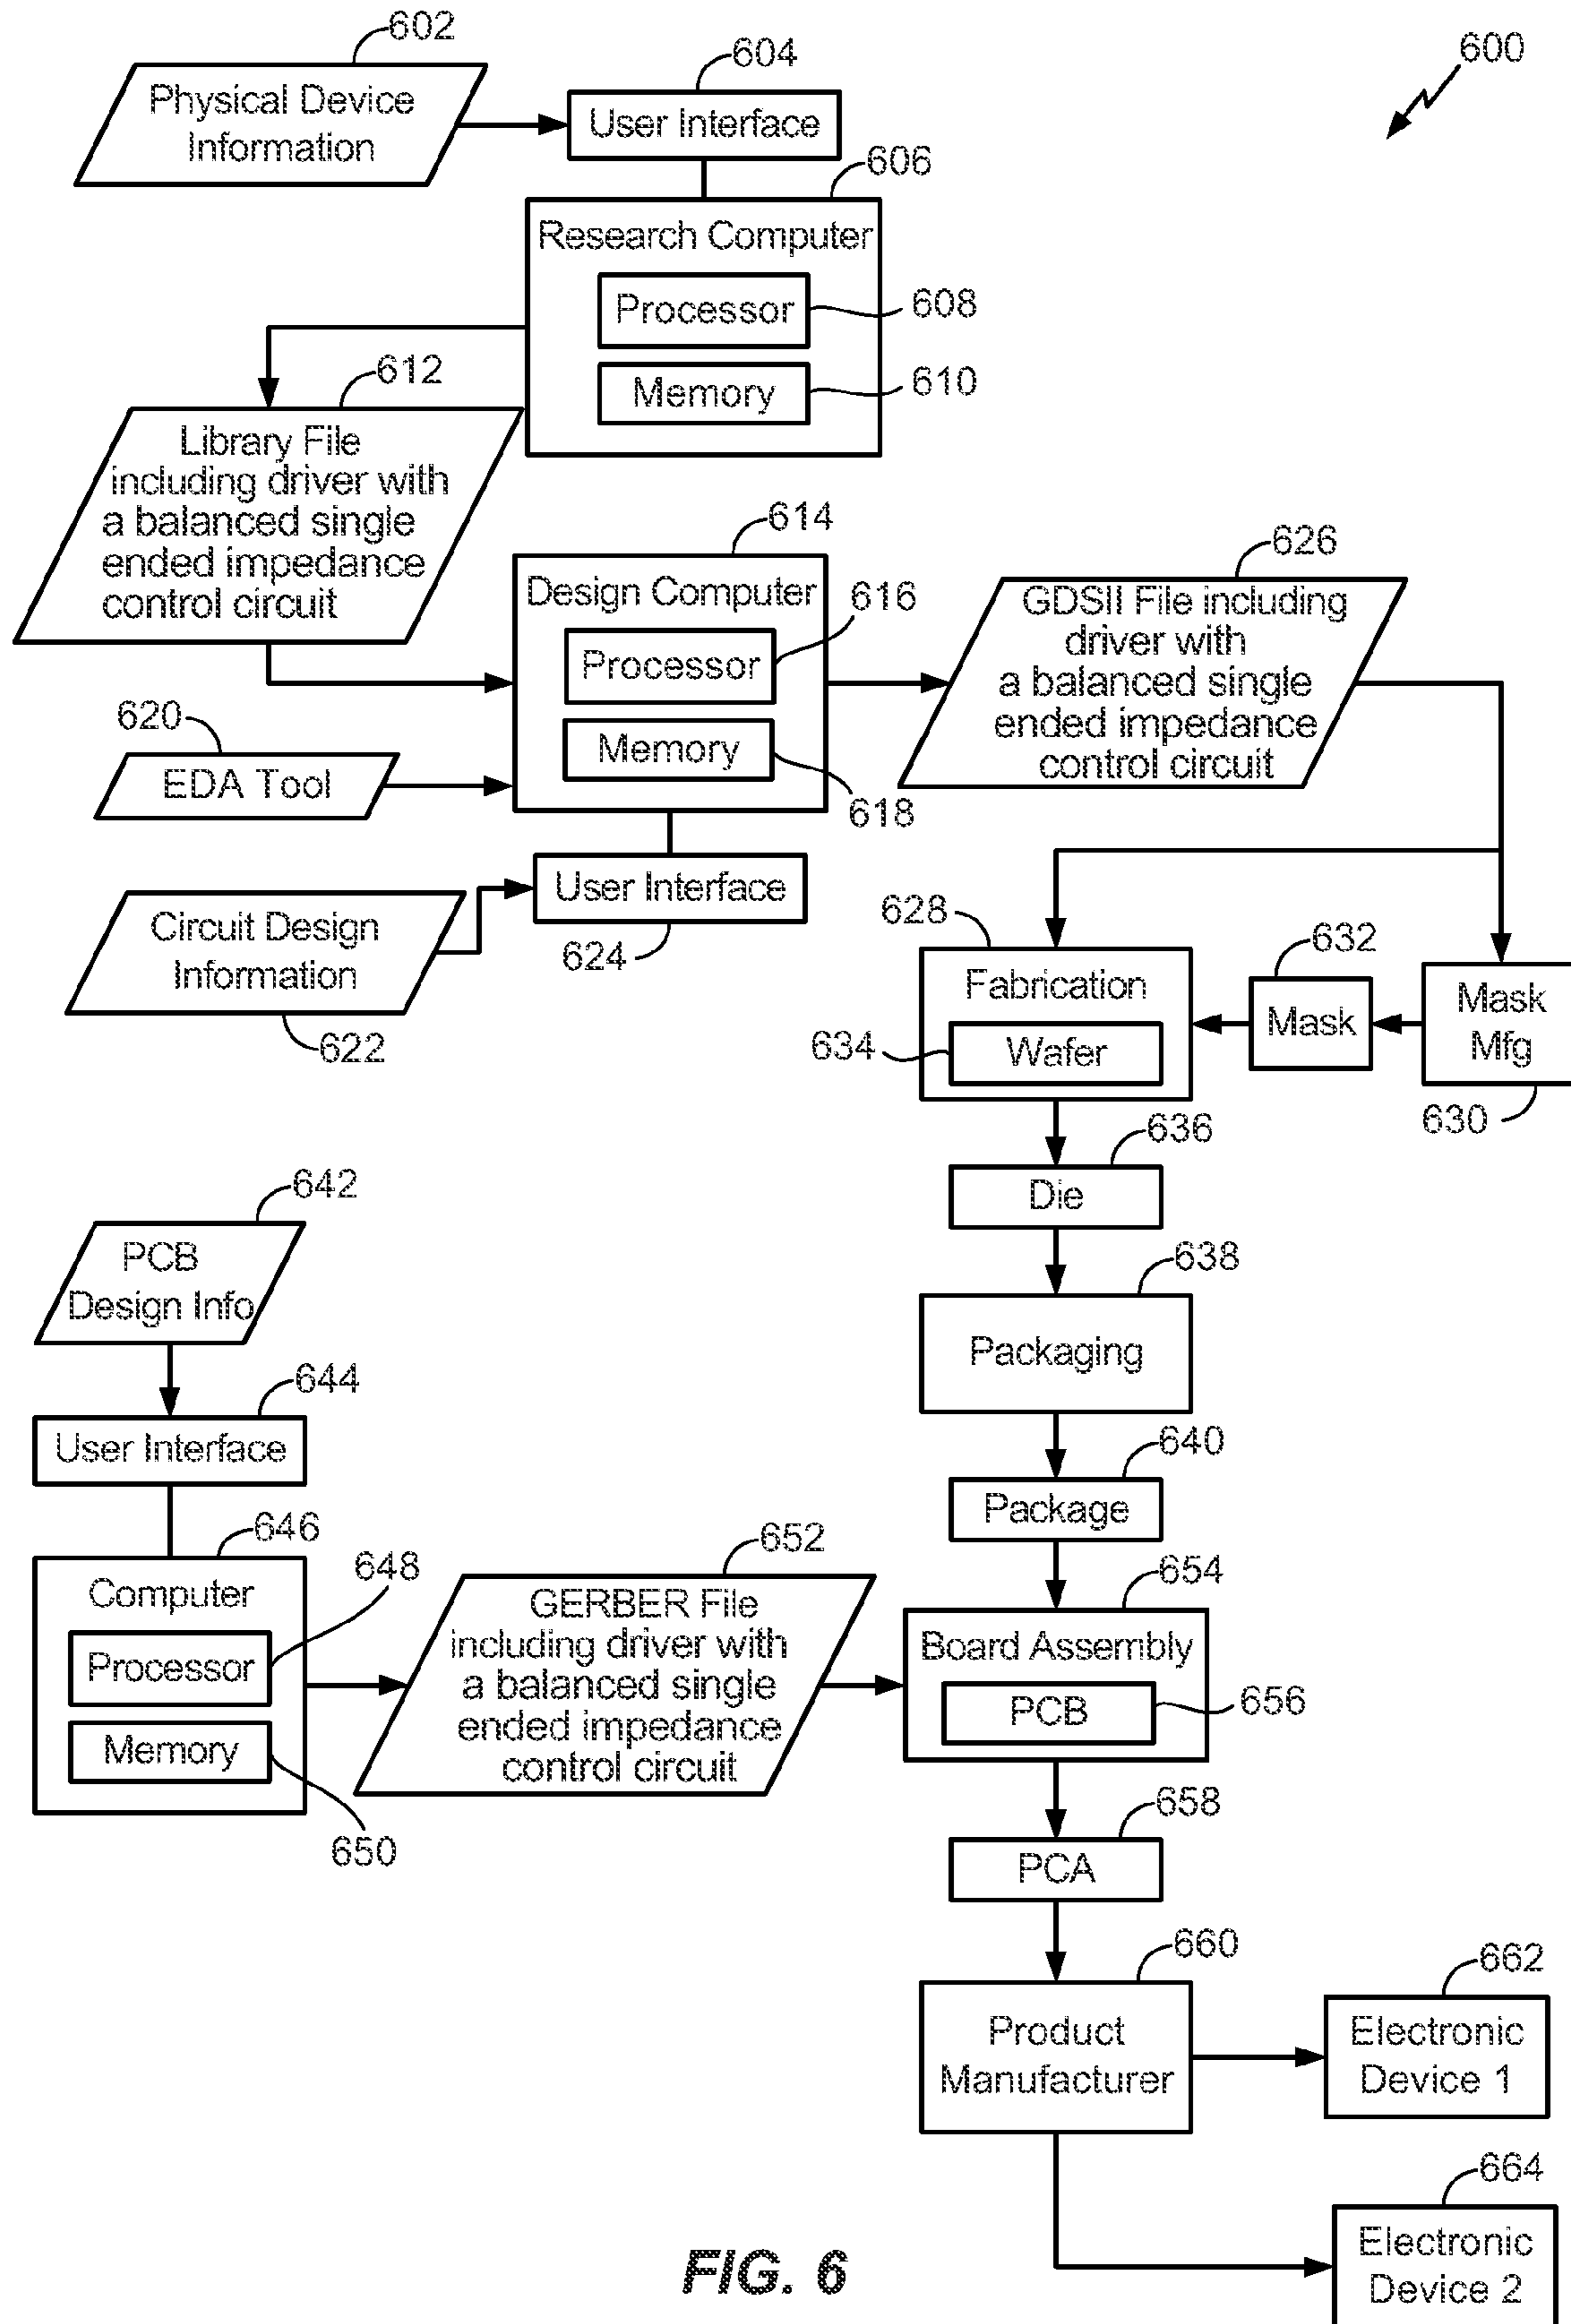 602
600
604
Physical Device
Information
User Interface
606
Research Computer
Processor
608
Memory
610
612
Library File
including driver with
a balanced single
ended impedance
control circuit
614
Design Computer
616
Processor
Memory
618
626
GDSII File including
driver with
a balanced single
ended impedance
control circuit
620
EDA Tool
User Interface
624
Circuit Design
Information
622
628
Fabrication
634
Wafer
632
Mask
Mask
Mfg
630
636
Die
638
Packaging
640
Package
642
PCB
Design Info
644
User Interface
646
Computer
648
Processor
Memory
650
652
GERBER File
including driver with
a balanced single
ended impedance
control circuit
654
Board Assembly
PCB
656
658
PCA
660
Product
Manufacturer
662
Electronic
Device 1
664
Electronic
Device 2
FIG. 6